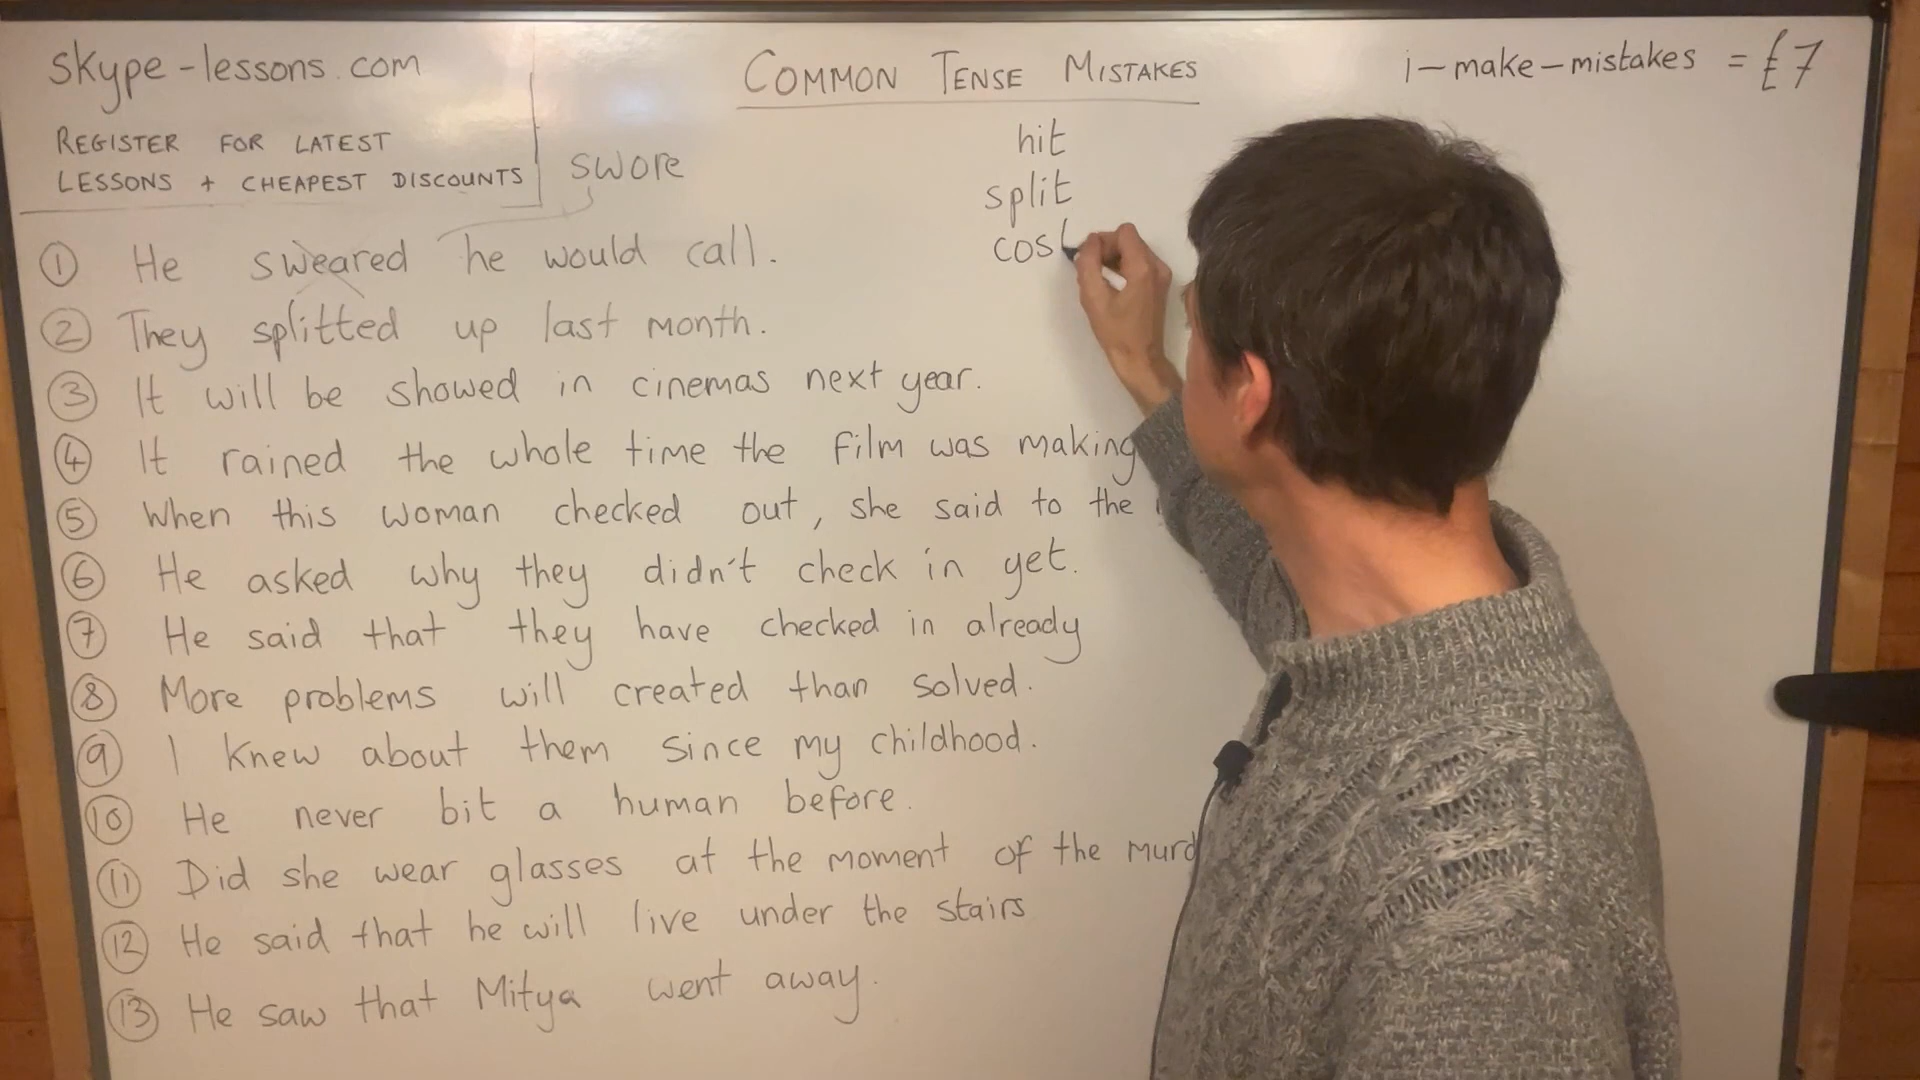 skype-lessons.com
REGISTER FOR LATEST
LESSONS + CHEAPEST DISCOUNTS
COMMON TENSE MISTAKES
i-make-mistakes = £7
hit
split
cost
swore
1 He sweared he would call.
2 They splitted up last month.
3 It will be showed in cinemas next year.
4 It rained the whole time the film was making
5 When this woman checked out, she said to the
6 He asked why they didn't check in yet.
7 He said that they have checked in already
8 More problems will created than solved.
9 I knew about them since my childhood.
10 He never bit a human before.
11 Did she wear glasses at the moment of the murd
12 He said that he will live under the stairs
13 He saw that Mitya went away.